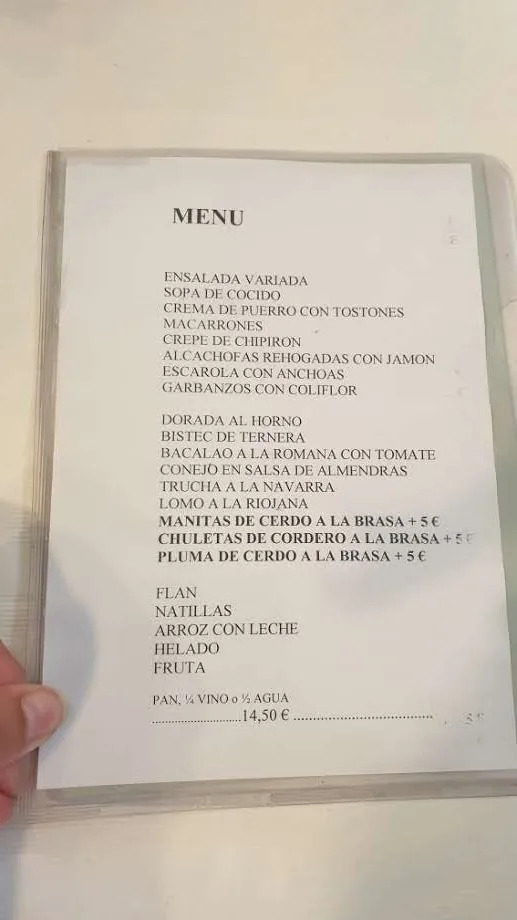 MENU
ENSALADA VARIADA
SOPA DE COCIDO
CREMA DE PUERRO CON TOSTONES
MACARRONES
CREPE DE CHIPIRON
ALCACHOFAS REHOGADAS CON JAMON
ESCAROLA CON ANCHOAS
GARBANZOS CON COLIFLOR
DORADA AL HORNO
BISTEC DE TERNERA
BACALAO A LA ROMANA CON TOMATE
CONEJO EN SALSA DE ALMENDRAS
TRUCHA A LA NAVARRA
LOMO A LA RIOJANA
MANITAS DE CERDO A LA BRASA + 5 €
CHULETAS DE CORDERO A LA BRASA + 5 €
PLUMA DE CERDO A LA BRASA + 5 €
FLAN
NATILLAS
ARROZ CON LECHE
HELADO
FRUTA
PAN, ¼ VINO o ½ AGUA
............................14,50 € ....................................